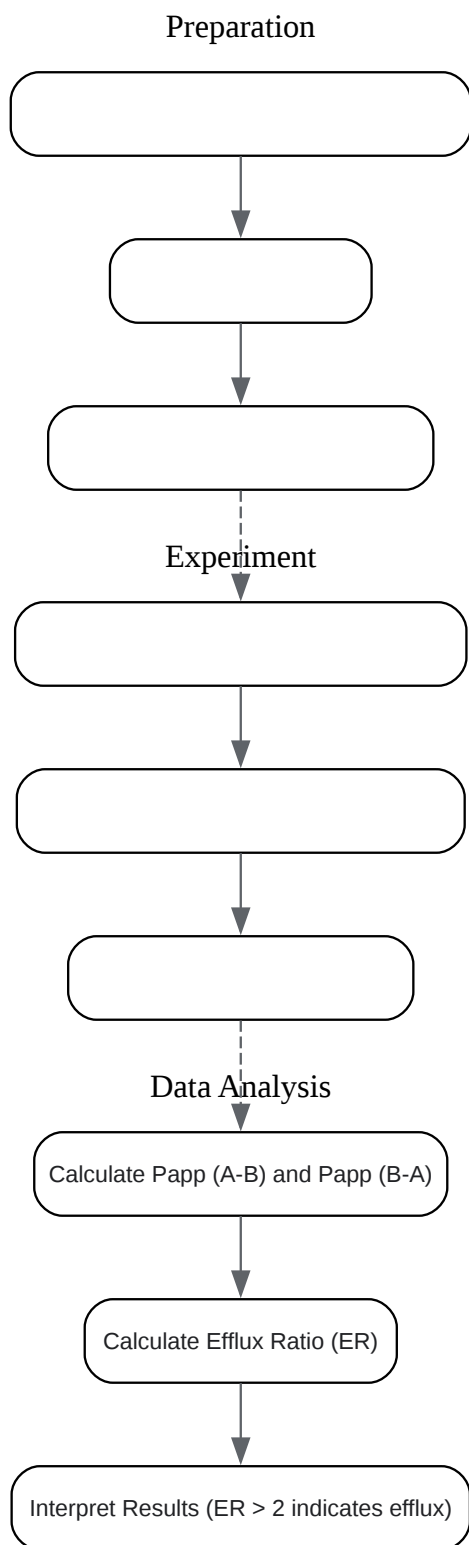 Preparation
Experiment
Data Analysis
Calculate Papp (A-B) and Papp (B-A)
Calculate Efflux Ratio (ER)
Interpret Results (ER > 2 indicates efflux)